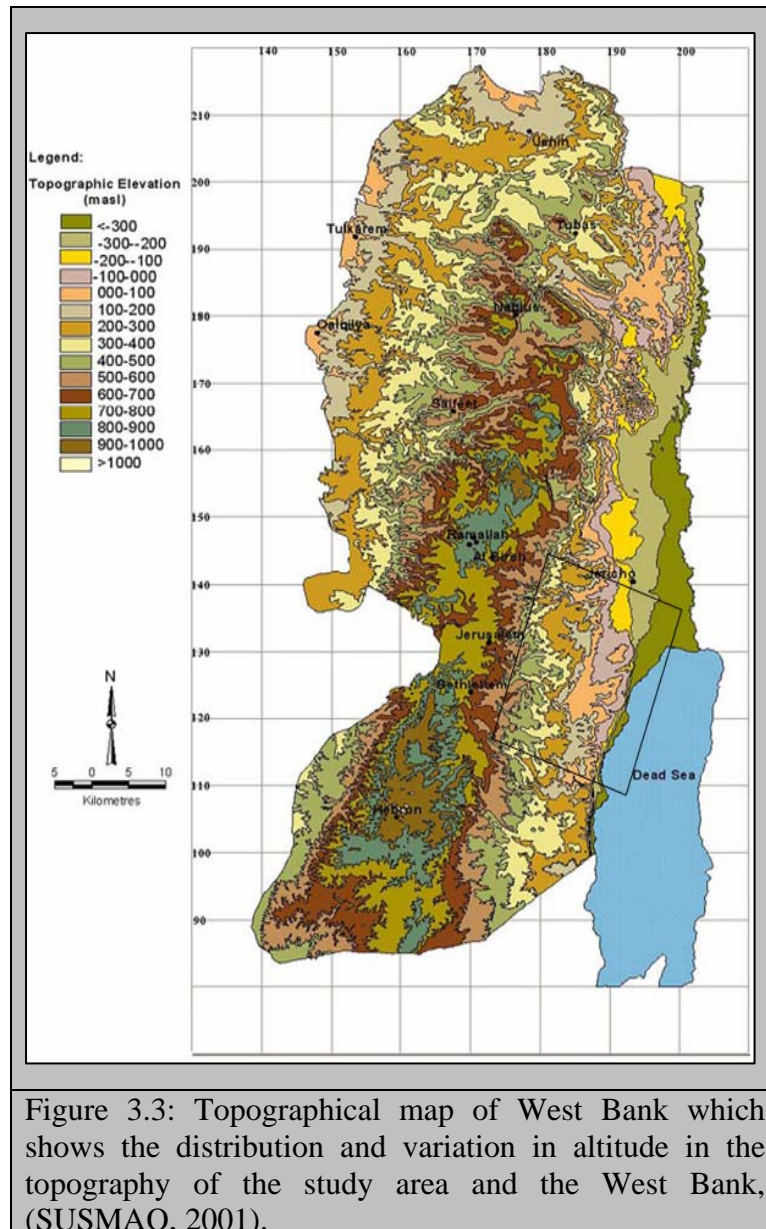 140 150 160 170 180 190 200
210
Jenin
Legend:
Topographic Elevation
(masl)
<-300
-300--200
-200--100
-100-000
000-100
100-200
200-300
300-400
400-500
500-600
600-700
700-800
800-900
900-1000
>1000
200
Tulkarem
Tubas
190
Nablus
180
Qalqilya
170
Salfeet
160
150
Ramallah
Al Bireh
Jericho
140
Jerusalem
130
Bethlehem
N
120
5 0 5 10
Kilometres
110
Dead Sea
Hebron
100
90
Figure 3.3: Topographical map of West Bank which
shows the distribution and variation in altitude in the
topography of the study area and the West Bank,
(SUSMAQ, 2001).